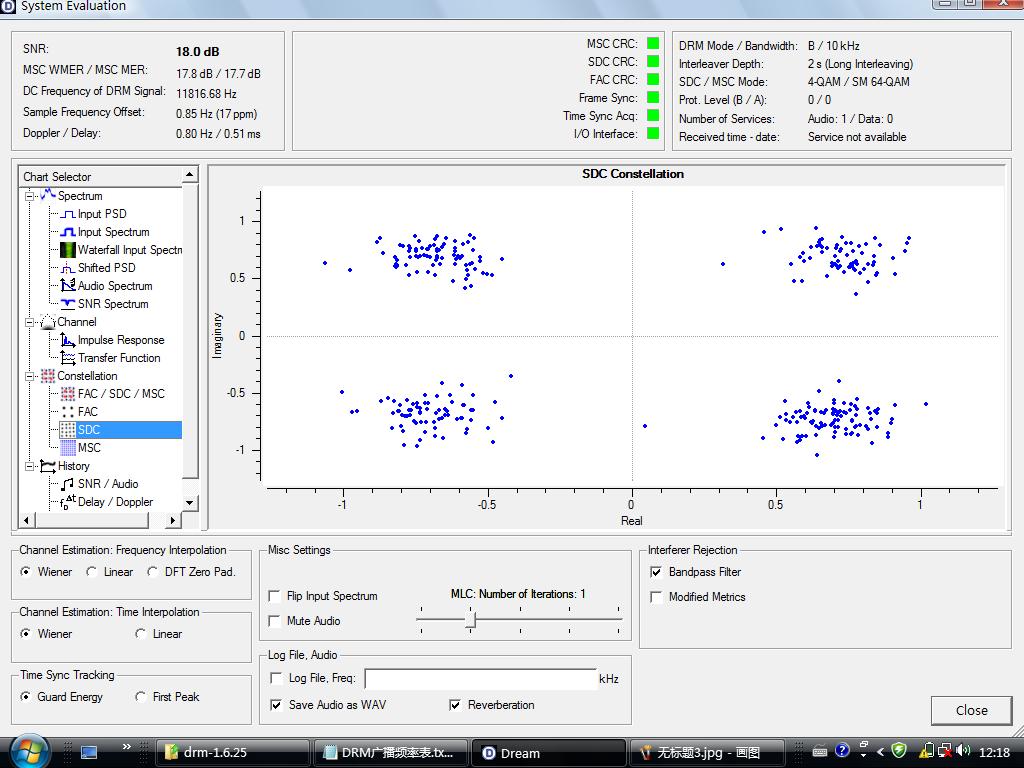 System Evaluation
SNR: 18.0 dB
MSC WMER / MSC MER: 17.8 dB / 17.7 dB
DC Frequency of DRM Signal: 11816.68 Hz
Sample Frequency Offset: 0.85 Hz (17 ppm)
Doppler / Delay: 0.80 Hz / 0.51 ms
MSC CRC:
SDC CRC:
FAC CRC:
Frame Sync:
Time Sync Acq:
I/O Interface:
DRM Mode / Bandwidth: B / 10 kHz
Interleaver Depth: 2 s (Long Interleaving)
SDC / MSC Mode: 4-QAM / SM 64-QAM
Prot. Level (B / A): 0 / 0
Number of Services: Audio: 1 / Data: 0
Received time - date: Service not available
Chart Selector
Spectrum
Input PSD
Input Spectrum
Waterfall Input Spectr
Shifted PSD
Audio Spectrum
SNR Spectrum
Channel
Impulse Response
Transfer Function
Constellation
FAC / SDC / MSC
FAC
SDC
MSC
History
SNR / Audio
Delay / Doppler
SDC Constellation
Imaginary
1
0.5
0
-0.5
-1
-1 -0.5 0 0.5 1
Real
Channel Estimation: Frequency Interpolation
Wiener Linear DFT Zero Pad.
Channel Estimation: Time Interpolation
Wiener Linear
Time Sync Tracking
Guard Energy First Peak
Misc Settings
Flip Input Spectrum
Mute Audio
MLC: Number of Iterations: 1
Log File, Audio
Log File, Freq: kHz
Save Audio as WAV Reverberation
Interferer Rejection
Bandpass Filter
Modified Metrics
Close
drm-1.6.25
DRM广播频率表.tx...
Dream
无标题3.jpg - 画图
12:18